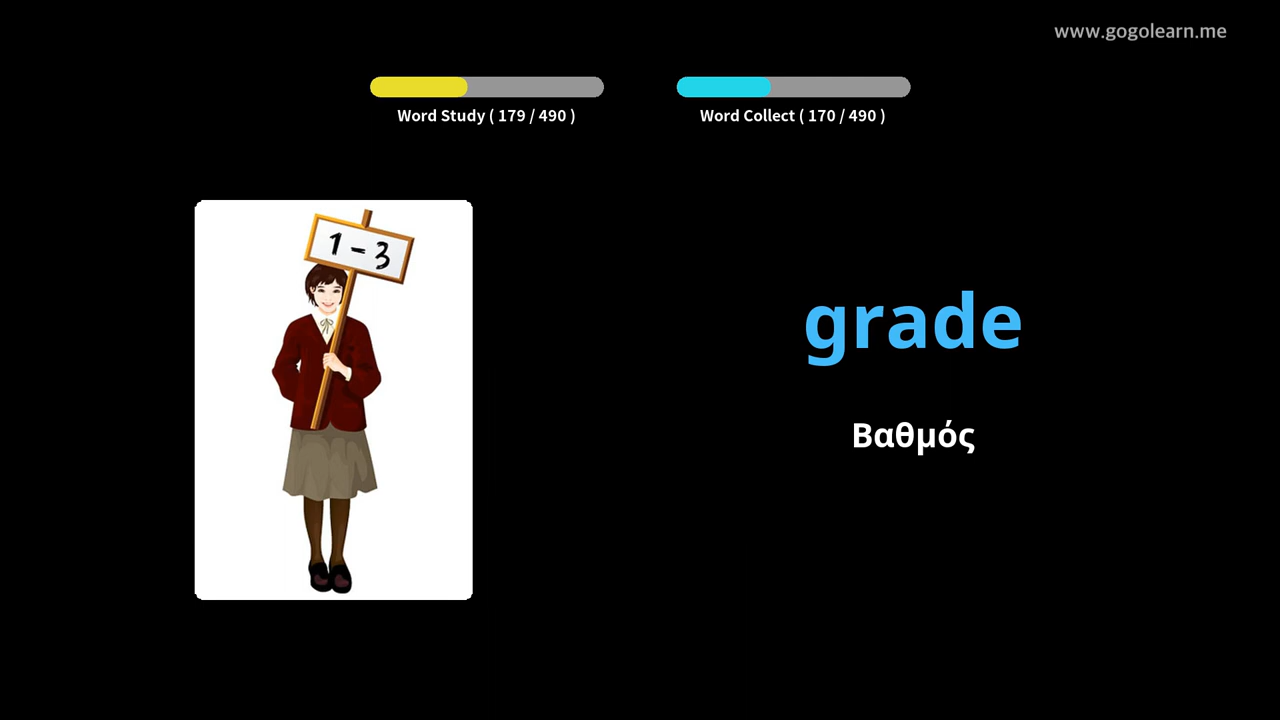 www.gogolearn.me
Word Study ( 179 / 490 )
Word Collect ( 170 / 490 )
1 - 3
grade
Βαθμός